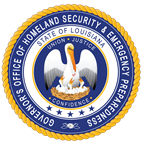 GOVERNOR'S OFFICE OF HOMELAND SECURITY & EMERGENCY PREPAREDNESS
STATE OF LOUISIANA
UNION · JUSTICE
CONFIDENCE